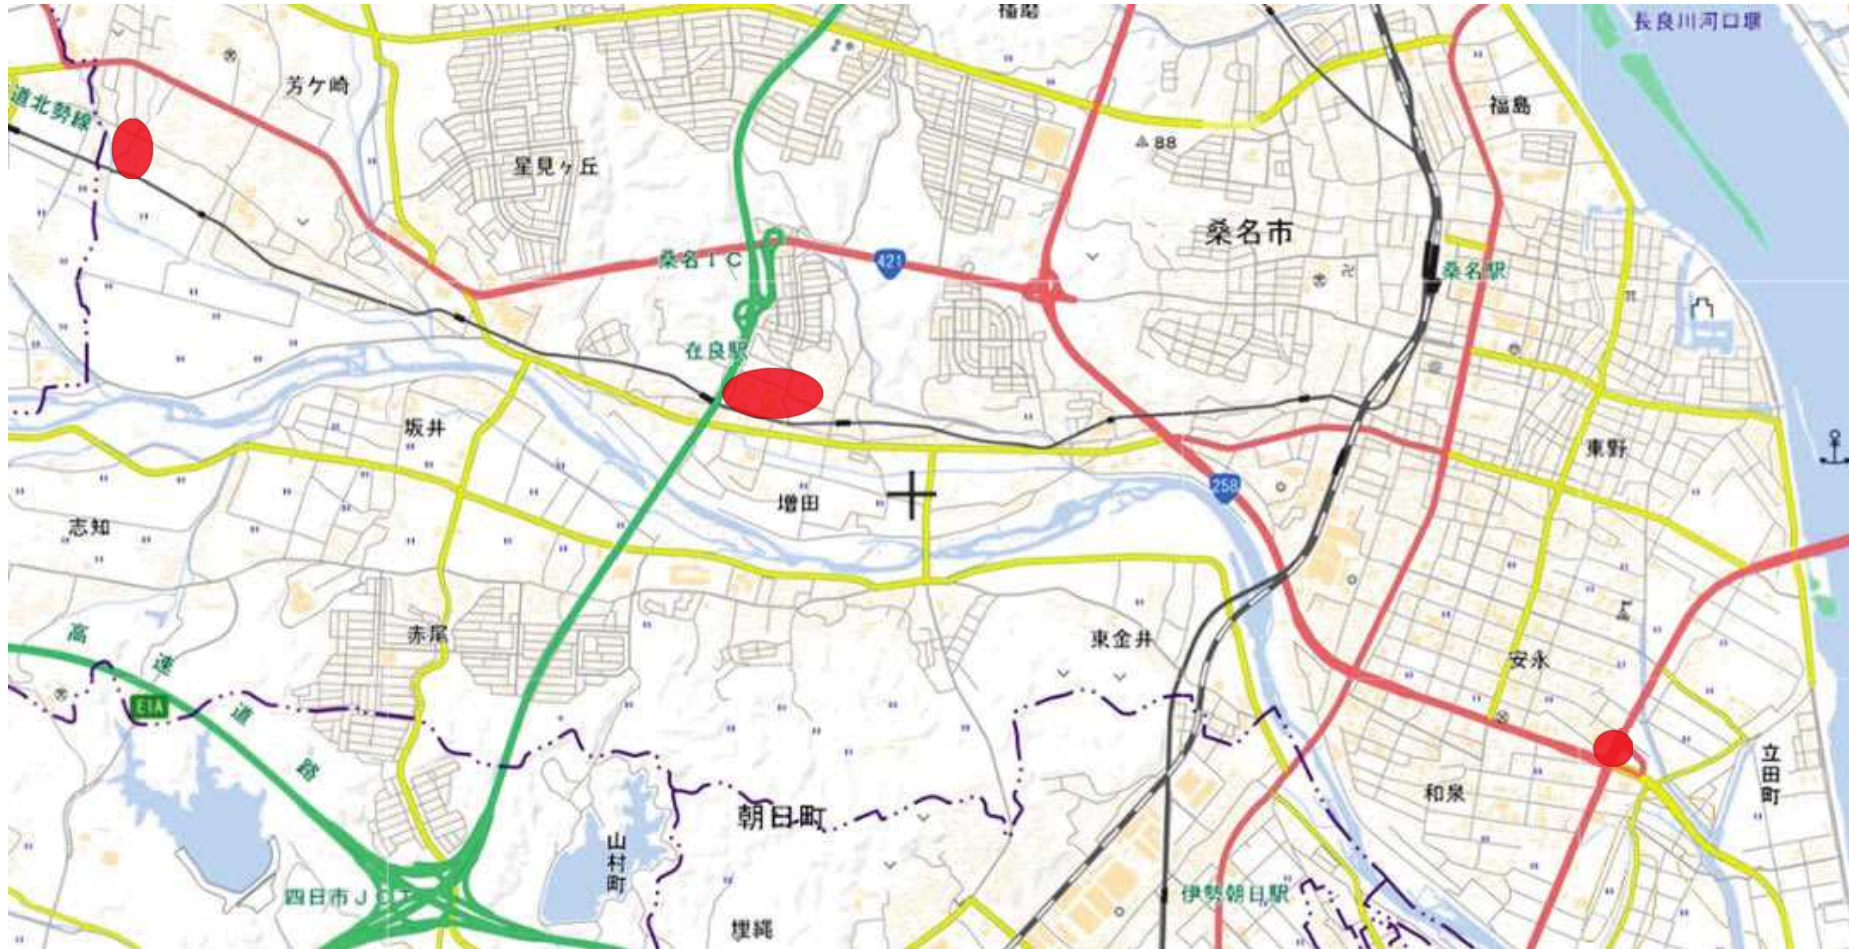 播磨
長良川河口堰
芳ケ崎
道北勢線
福島
88
星見ヶ丘
桑名市
桑名IC
421
桑名駅
在良駅
坂井
東野
増田
258
志知
赤尾
東金井
安永
高速道路
E1A
立田町
和泉
朝日町
山村町
四日市JCT
伊勢朝日駅
埋縄